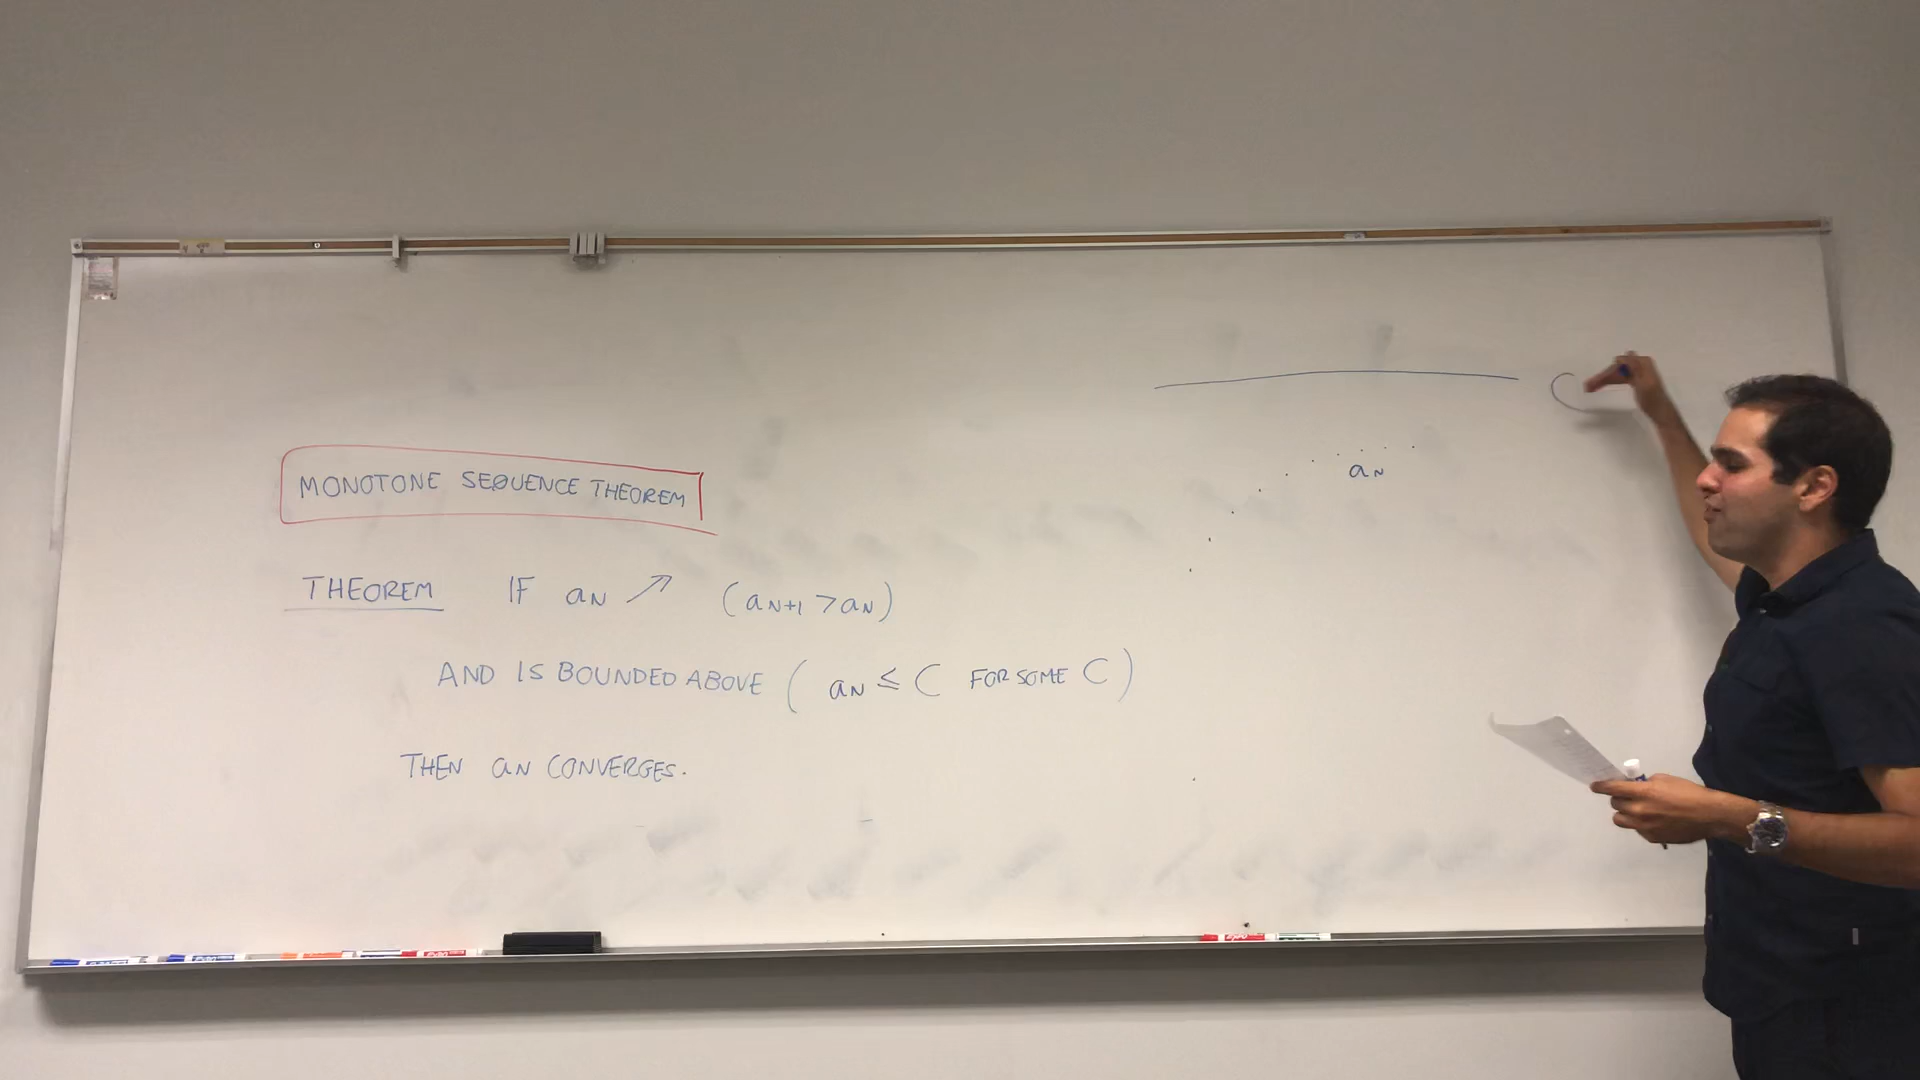 MONOTONE SEQUENCE THEOREM
THEOREM IF aN ↗ (aN+1 > aN)
AND IS BOUNDED ABOVE ( aN ≤ C FOR SOME C )
THEN aN CONVERGES.
C
aN